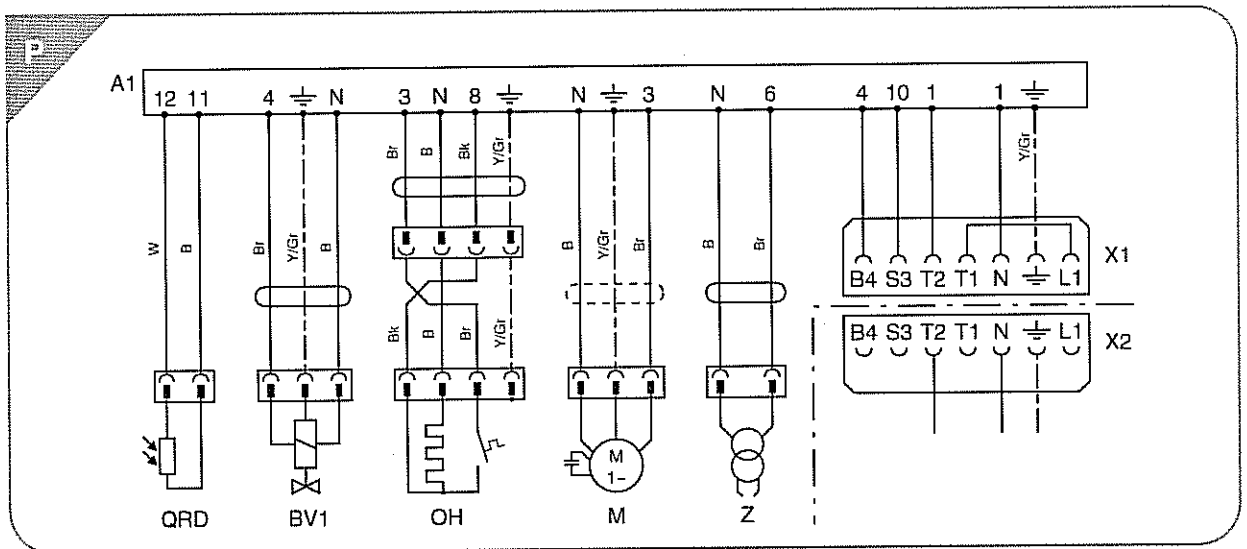 P
A1
12 11 4 N 3 N 8 N 3 N 6 4 10 1 1
W B Br Y/Gr B Br B Bk Y/Gr B Y/Gr Br B Br Y/Gr
Bk B Br Y/Gr
B4 S3 T2 T1 N L1 X1
B4 S3 T2 T1 N L1 X2
M
1~
QRD BV1 OH M Z